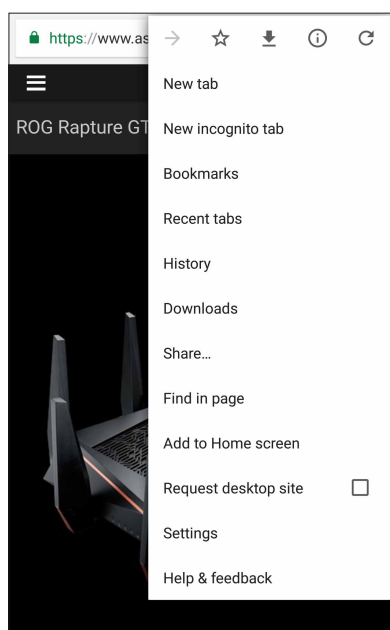 https://www.as
ROG Rapture GT
New tab
New incognito tab
Bookmarks
Recent tabs
History
Downloads
Share...
Find in page
Add to Home screen
Request desktop site
Settings
Help & feedback